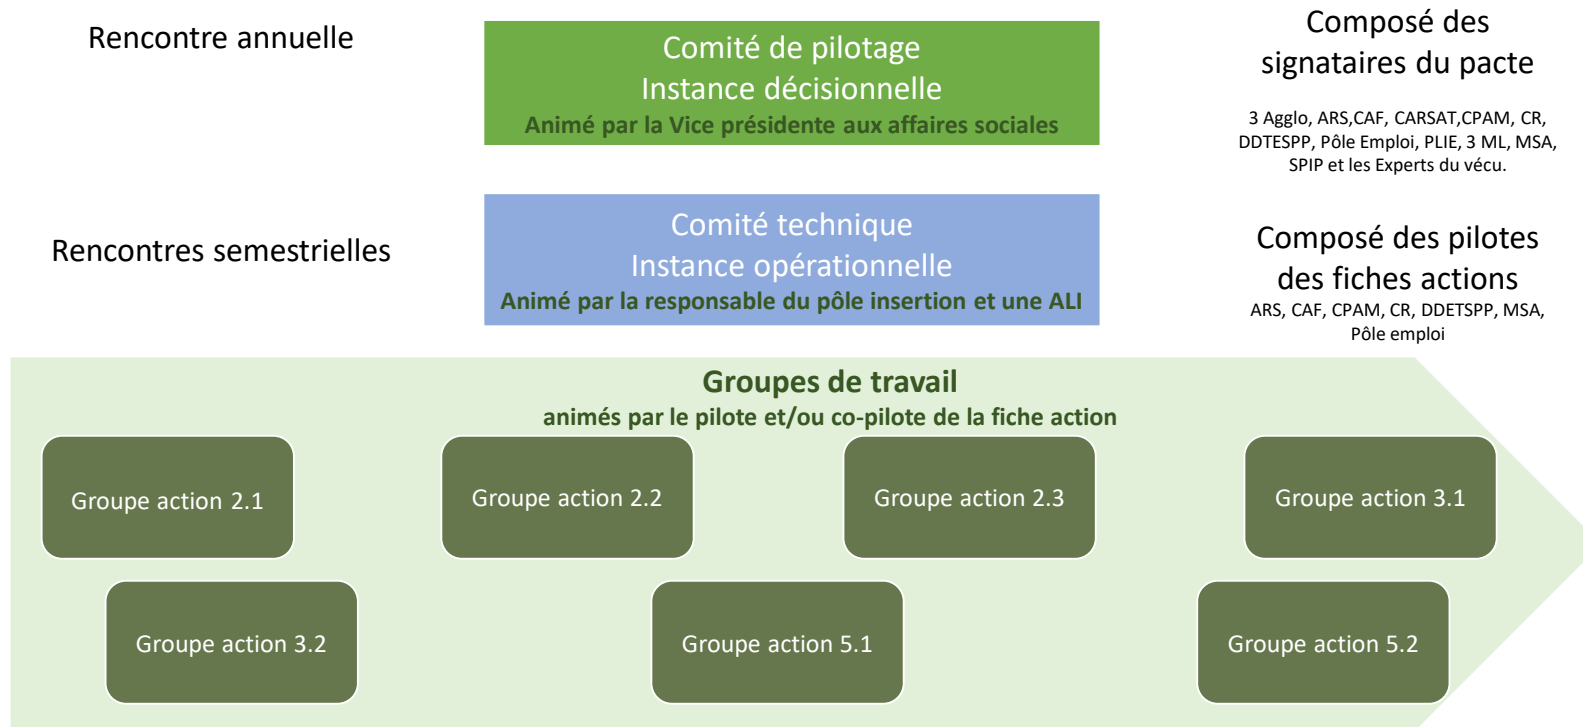 Rencontre annuelle
Comité de pilotage
Instance décisionnelle
Animé par la Vice présidente aux affaires sociales
Composé des
signataires du pacte
3 Agglo, ARS,CAF, CARSAT,CPAM, CR,
DDTESPP, Pôle Emploi, PLIE, 3 ML, MSA,
SPIP et les Experts du vécu.
Rencontres semestrielles
Comité technique
Instance opérationnelle
Animé par la responsable du pôle insertion et une ALI
Composé des pilotes
des fiches actions
ARS, CAF, CPAM, CR, DDETSPP, MSA,
Pôle emploi
Groupes de travail
animés par le pilote et/ou co-pilote de la fiche action
Groupe action 2.1
Groupe action 2.2
Groupe action 2.3
Groupe action 3.1
Groupe action 3.2
Groupe action 5.1
Groupe action 5.2